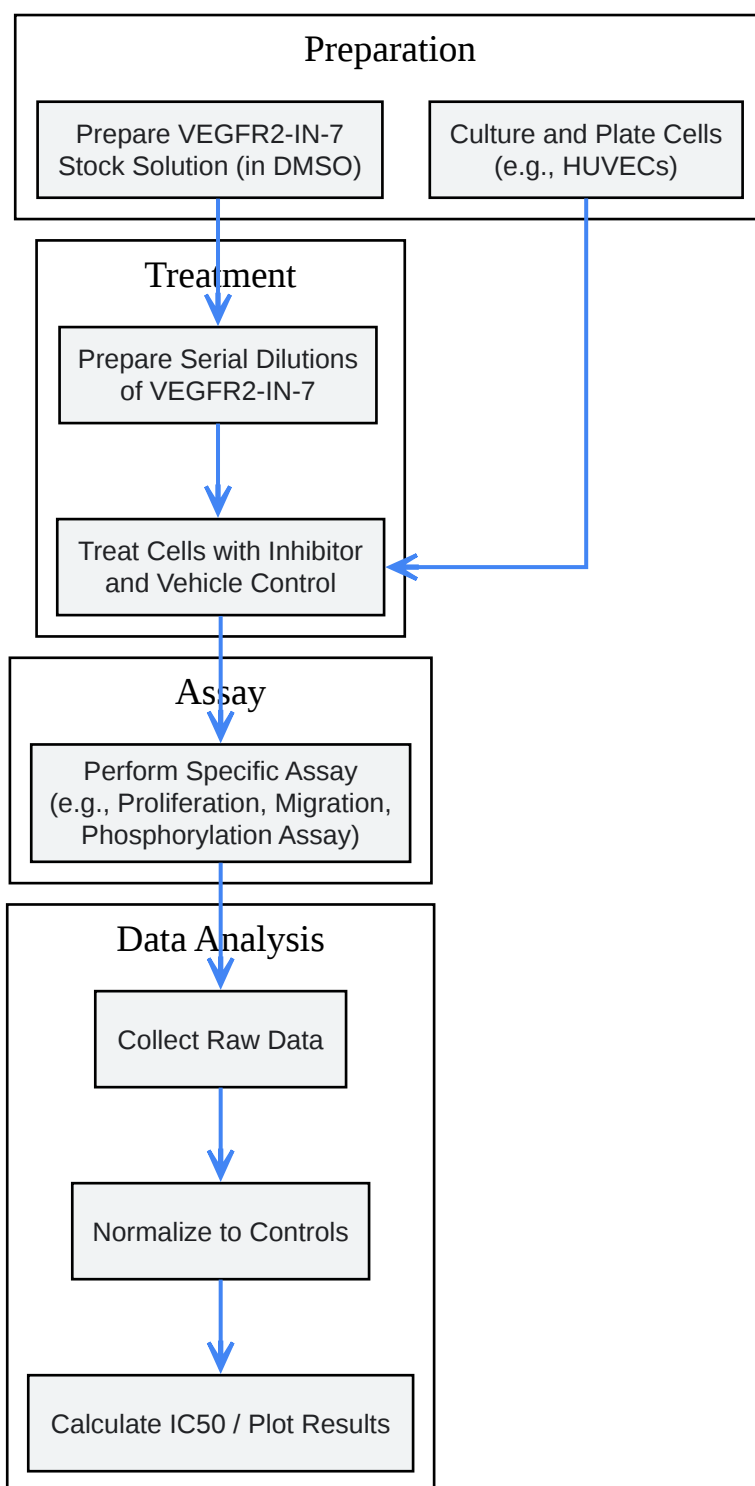 Preparation
Prepare VEGFR2-IN-7
Stock Solution (in DMSO)
Culture and Plate Cells
(e.g., HUVECs)
Treatment
Prepare Serial Dilutions
of VEGFR2-IN-7
Treat Cells with Inhibitor
and Vehicle Control
Assay
Perform Specific Assay
(e.g., Proliferation, Migration,
Phosphorylation Assay)
Data Analysis
Collect Raw Data
Normalize to Controls
Calculate IC50 / Plot Results